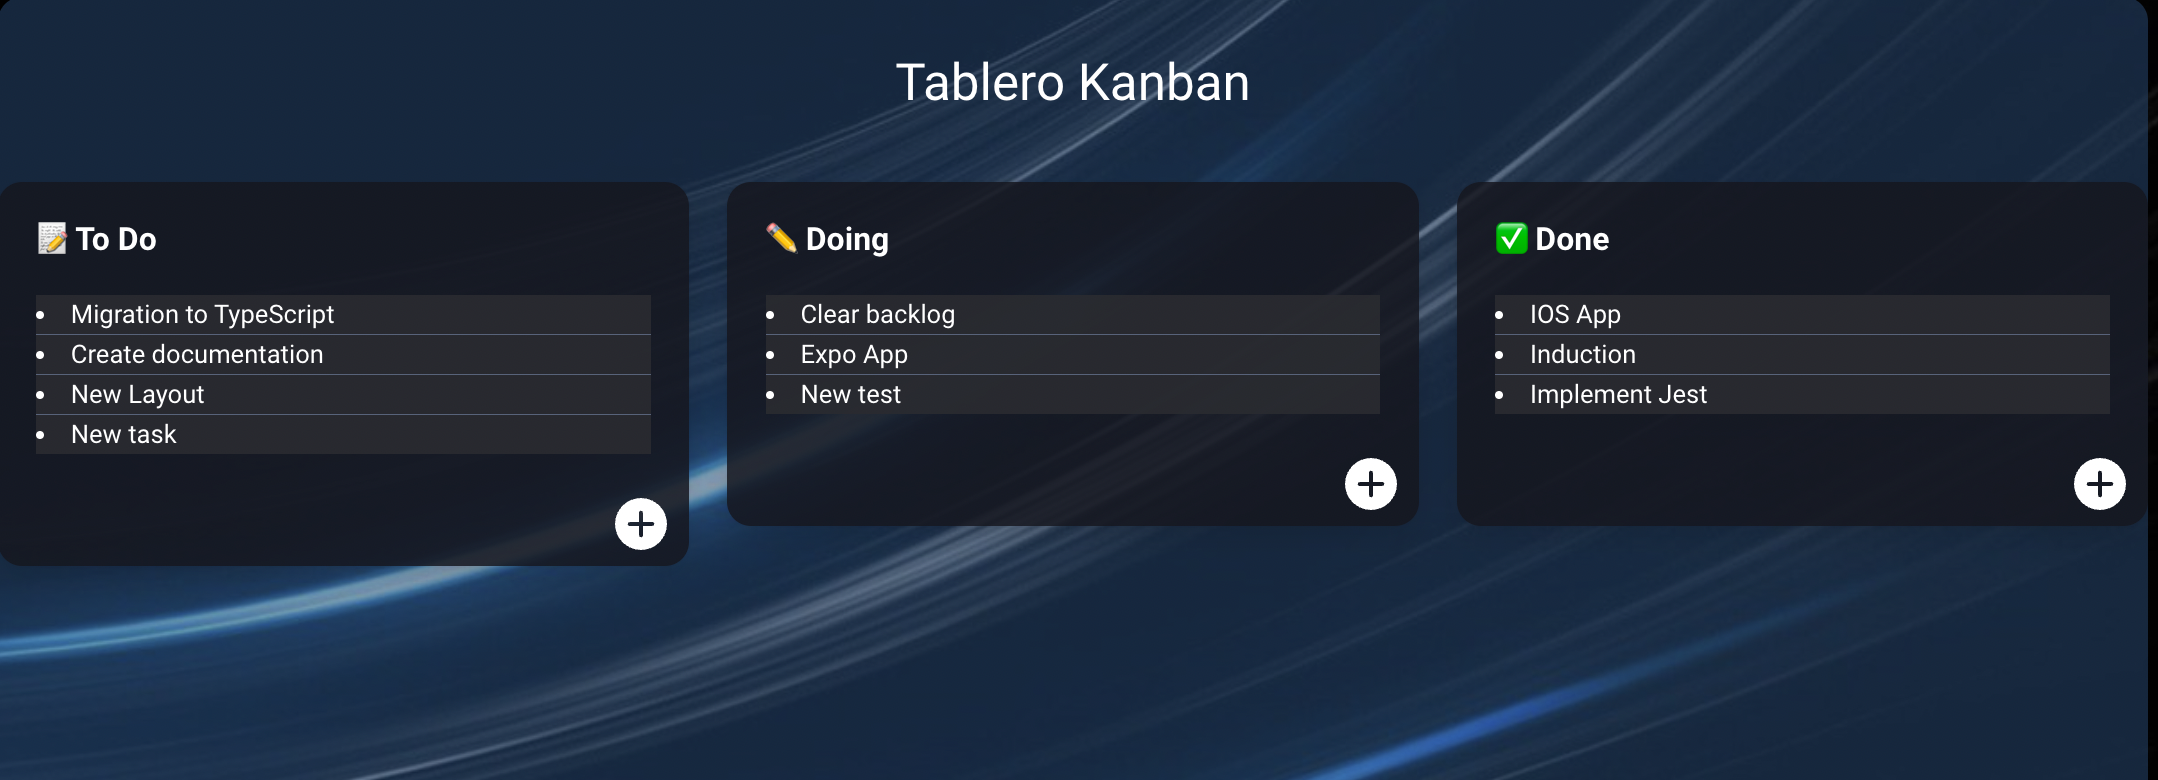 Tablero Kanban
To Do
Migration to TypeScript
Create documentation
New Layout
New task
Doing
Clear backlog
Expo App
New test
Done
IOS App
Induction
Implement Jest